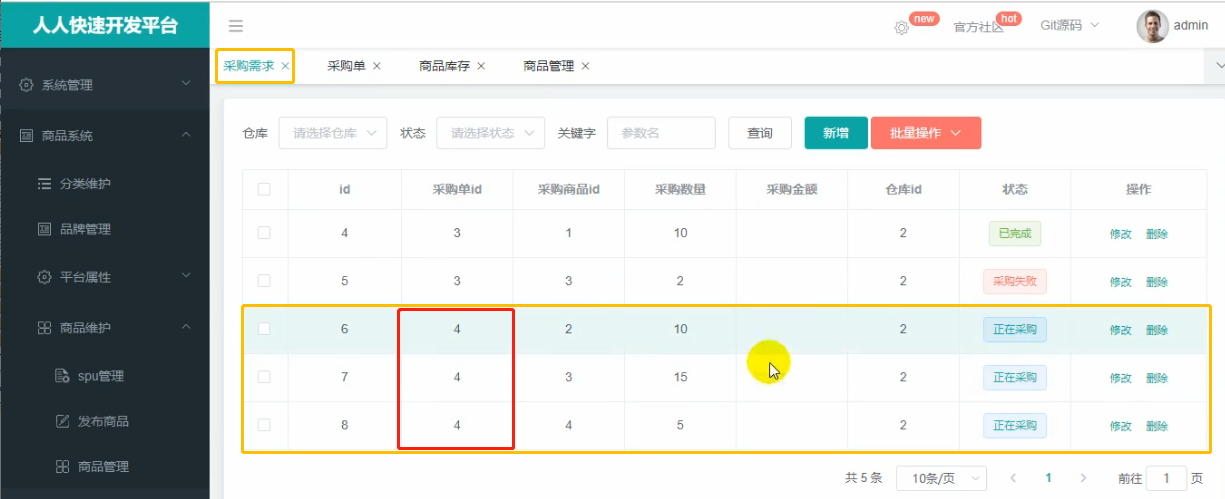 人人快速开发平台
new
官方社区
hot
Git源码
admin
系统管理
商品系统
分类维护
品牌管理
平台属性
商品维护
spu管理
发布商品
商品管理
采购需求 × 采购单 × 商品库存 × 商品管理 ×
仓库 请选择仓库 状态 请选择状态 关键字 参数名 查询 新增 批量操作
id 采购单id 采购商品id 采购数量 采购金额 仓库id 状态 操作
4 3 1 10 2 已完成 修改 删除
5 3 3 2 2 采购失败 修改 删除
6 4 2 10 2 正在采购 修改 删除
7 4 3 15 2 正在采购 修改 删除
8 4 4 5 2 正在采购 修改 删除
共 5 条 10条/页 1 前往 1 页